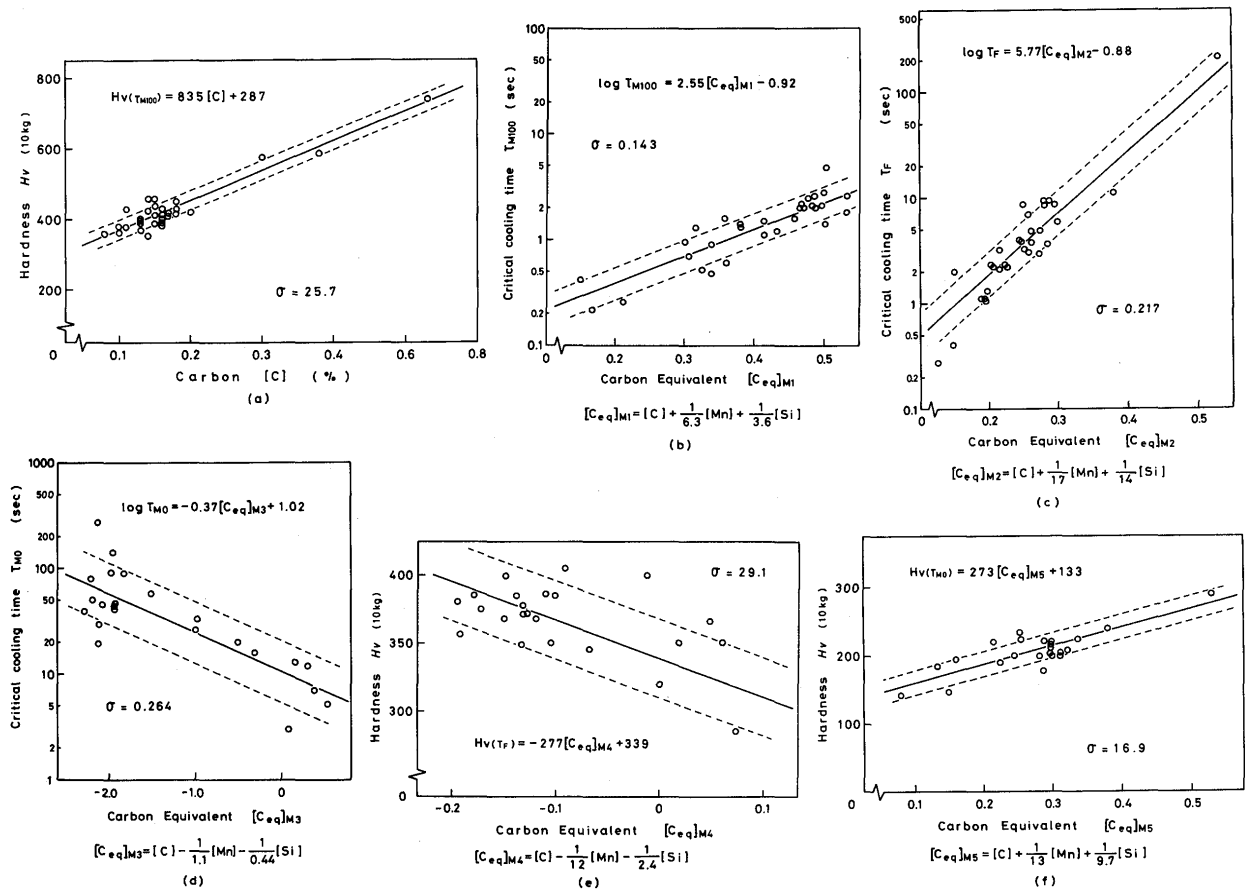 800
600
400
200
0
Hardness Hv (10kg)
Hv(TM100) = 835 [C] + 287
σ = 25.7
0.1 0.2 0.4 0.6 0.8
Carbon [C] (%)
(a)
Critical cooling time TM100 (sec)
100
50
20
10
5
2
1
0.5
0.2
0.1
log TM100 = 2.55[Ceq]M1 - 0.92
σ = 0.143
0 0.2 0.3 0.4 0.5
Carbon Equivalent [Ceq]M1
[Ceq]M1 = [C] + 1/6.3 [Mn] + 1/3.6 [Si]
(b)
Critical cooling time TF (sec)
500
200
100
50
10
5
2
1
0.5
0.2
0.1
log TF = 5.77[Ceq]M2 - 0.88
σ = 0.217
0 0.2 0.3 0.4 0.5
Carbon Equivalent [Ceq]M2
[Ceq]M2 = [C] + 1/17 [Mn] + 1/14 [Si]
(c)
Critical cooling time TM0 (sec)
1000
500
200
100
50
20
10
5
2
1
log TM0 = -0.37[Ceq]M3 + 1.02
σ = 0.264
-2.0 -1.0 0
Carbon Equivalent [Ceq]M3
[Ceq]M3 = [C] - 1/1.1 [Mn] - 1/0.44 [Si]
(d)
Hardness Hv (10kg)
400
350
300
0
σ = 29.1
Hv(TF) = -277[Ceq]M4 + 339
-0.2 -0.1 0 0.1
Carbon Equivalent [Ceq]M4
[Ceq]M4 = [C] - 1/12 [Mn] - 1/2.4 [Si]
(e)
Hardness Hv (10kg)
300
200
100
0
Hv(TM0) = 273 [Ceq]M5 + 133
σ = 16.9
0.1 0.2 0.3 0.4 0.5
Carbon Equivalent [Ceq]M5
[Ceq]M5 = [C] + 1/13 [Mn] + 1/9.7 [Si]
(f)